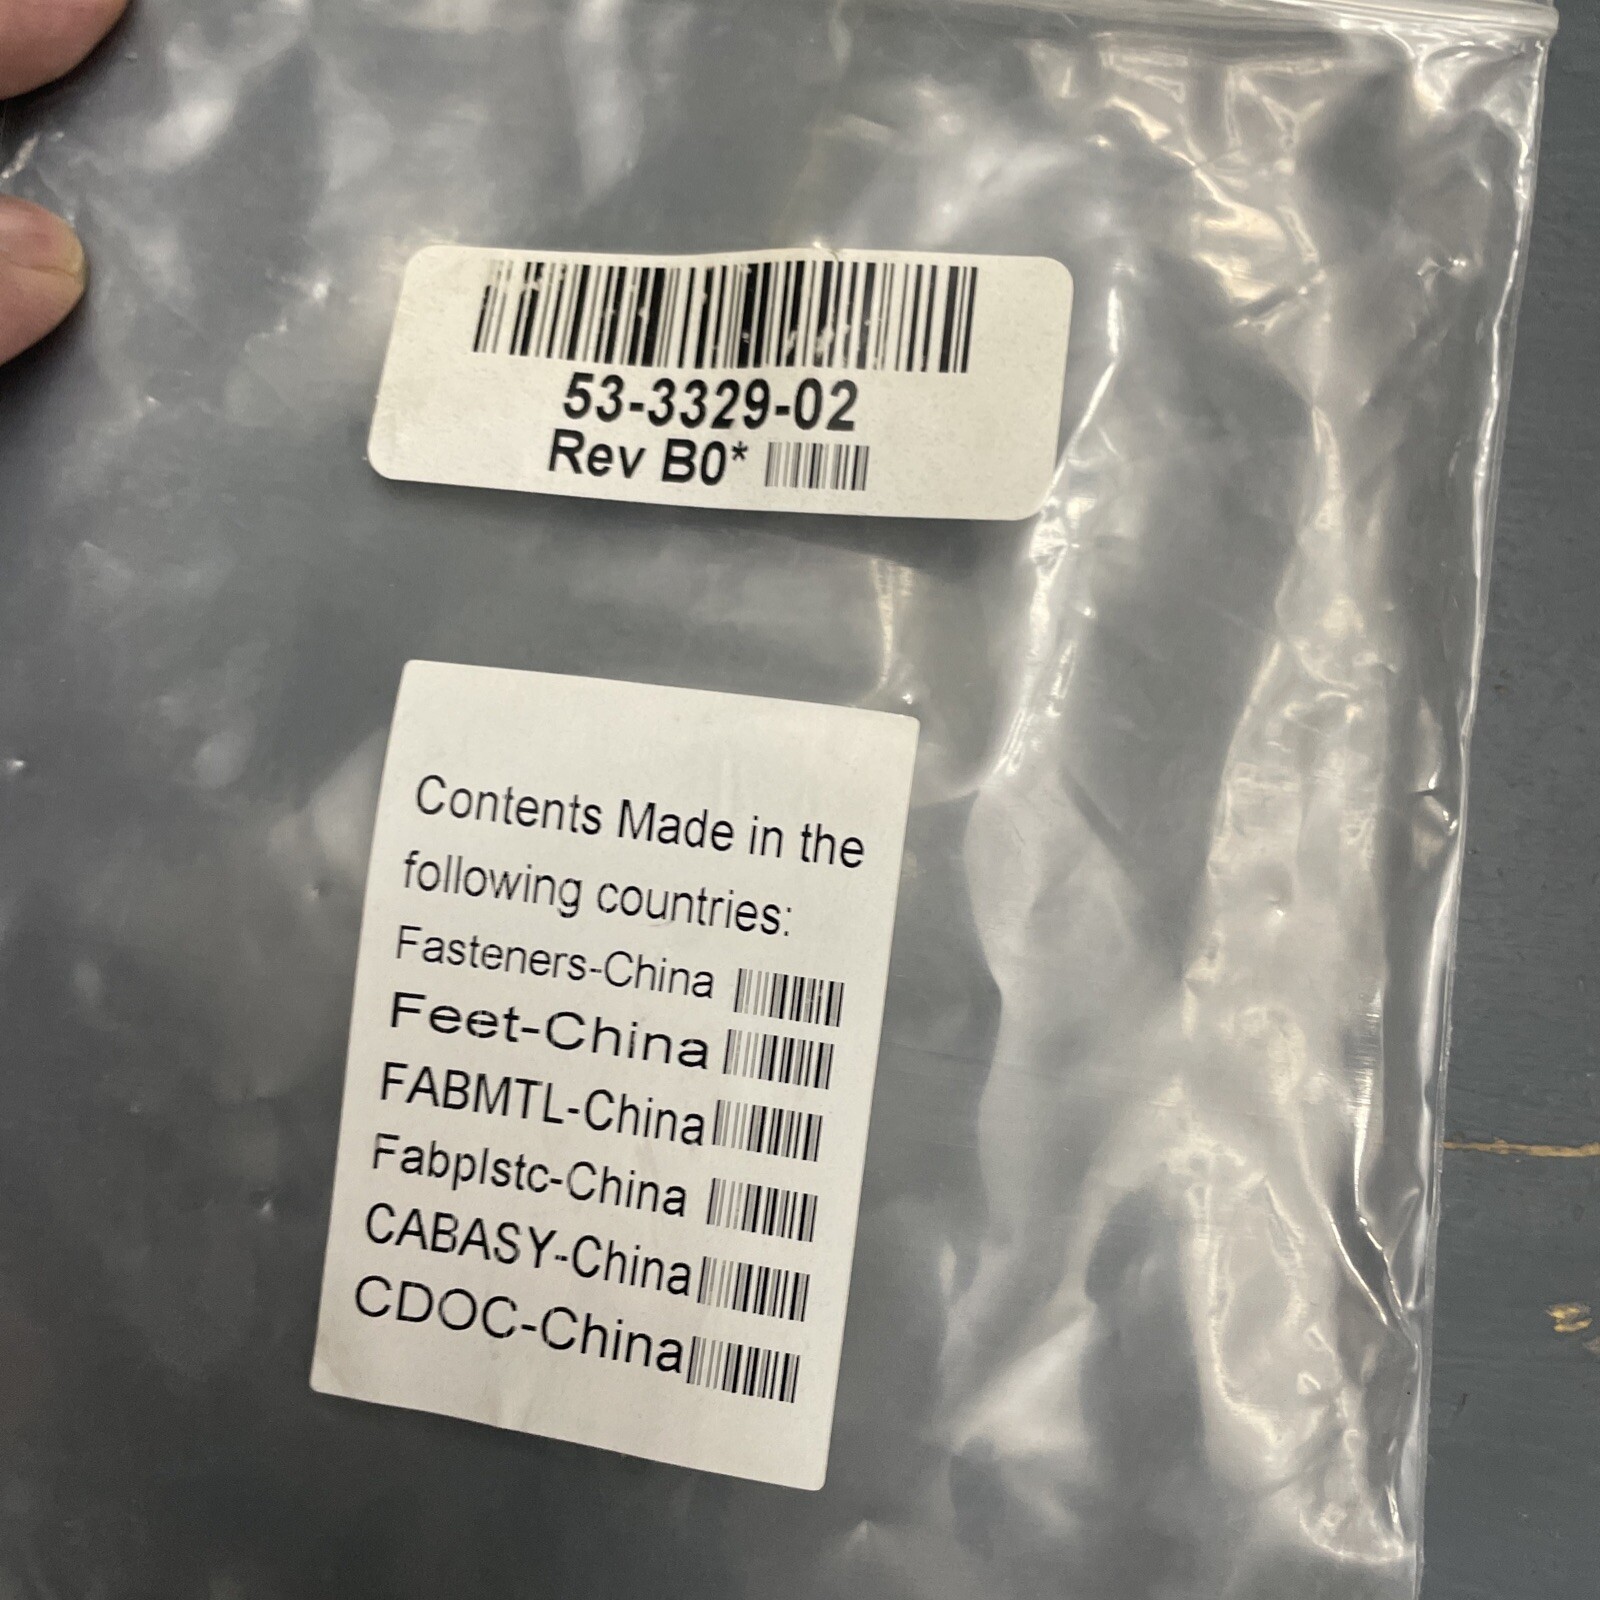 53-3329-02
Rev B0*
Contents Made in the
following countries:
Fasteners-China
Feet-China
FABMTL-China
Fabplstc-China
CABASY-China
CDOC-China